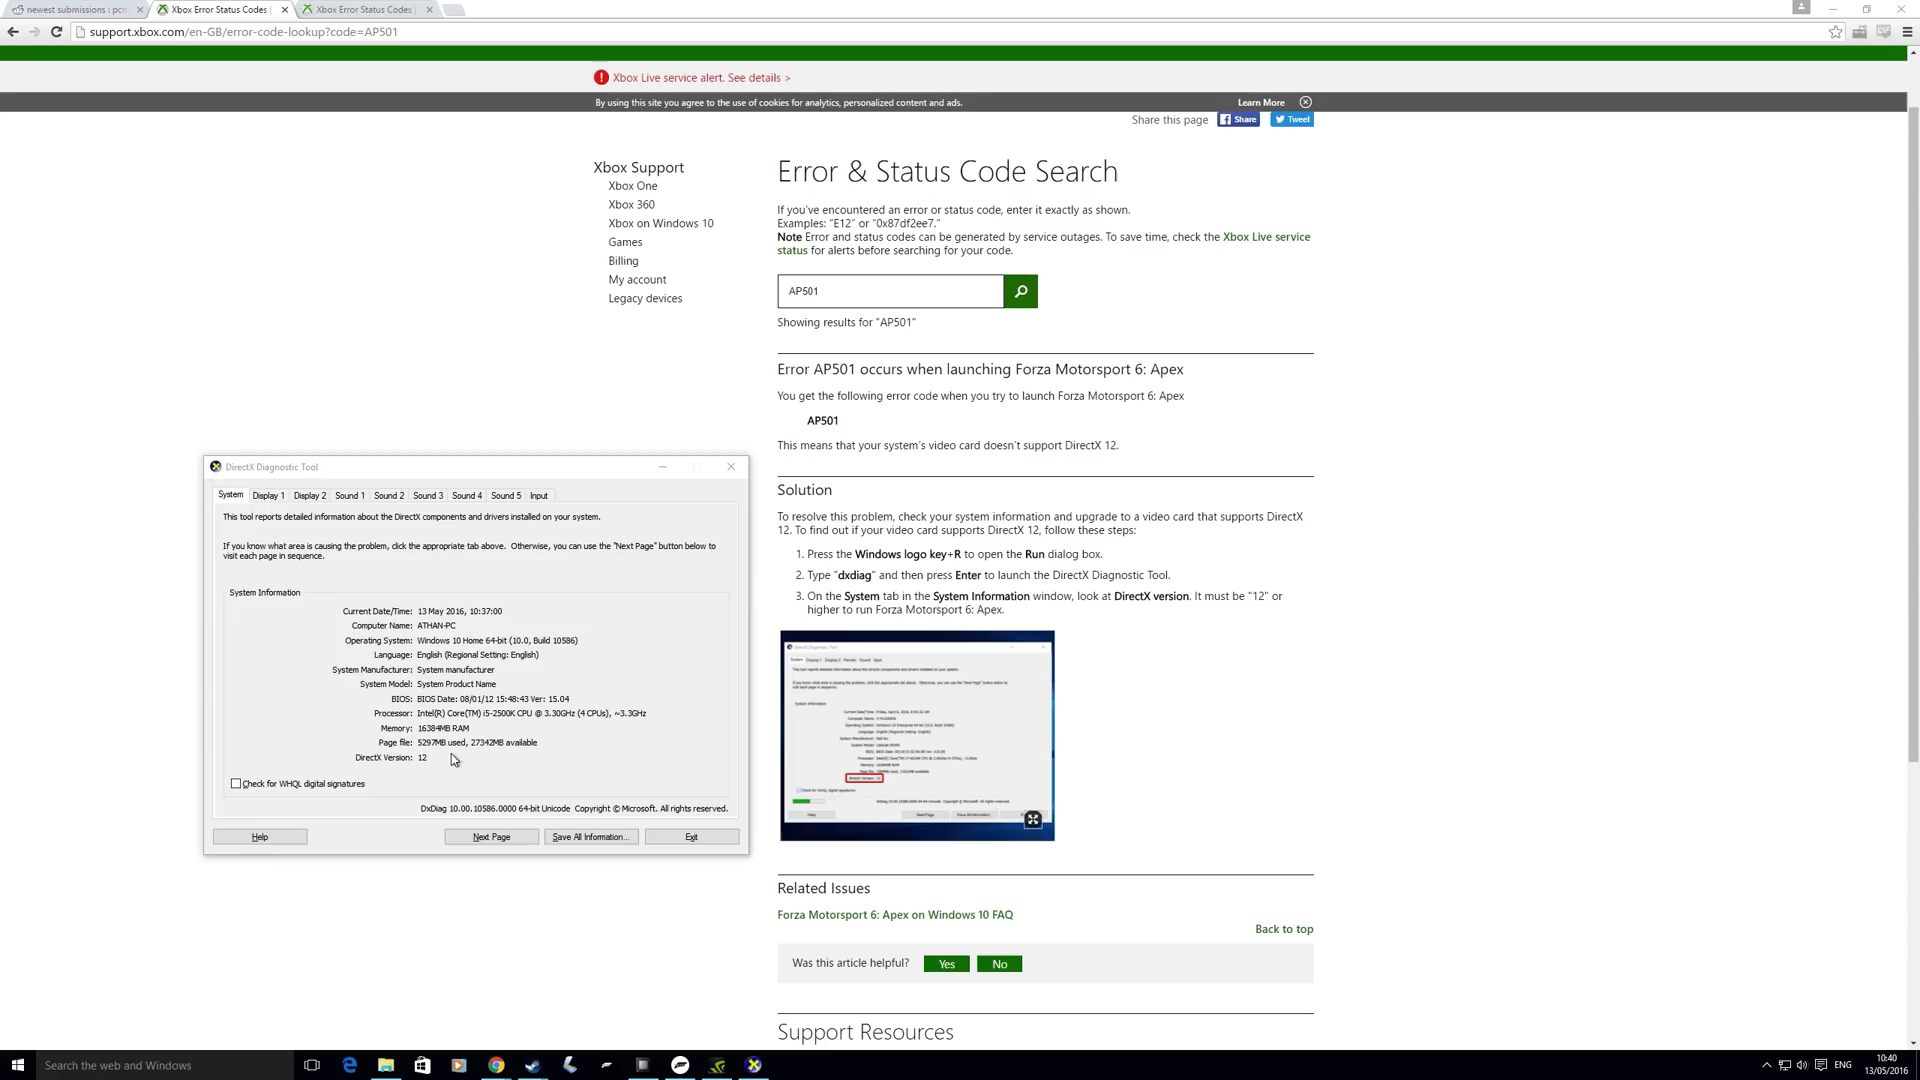 newest submissions : pcm
Xbox Error Status Codes |
Xbox Error Status Codes |
support.xbox.com/en-GB/error-code-lookup?code=AP501
Xbox Live service alert. See details >
By using this site you agree to the use of cookies for analytics, personalized content and ads.
Learn More
Share this page
Share
Tweet
Xbox Support
Xbox One
Xbox 360
Xbox on Windows 10
Games
Billing
My account
Legacy devices
Error & Status Code Search
If you've encountered an error or status code, enter it exactly as shown.
Examples: "E12" or "0x87df2ee7."
Note Error and status codes can be generated by service outages. To save time, check the Xbox Live service
status for alerts before searching for your code.
AP501
Showing results for "AP501"
Error AP501 occurs when launching Forza Motorsport 6: Apex
You get the following error code when you try to launch Forza Motorsport 6: Apex
AP501
This means that your system's video card doesn't support DirectX 12.
Solution
To resolve this problem, check your system information and upgrade to a video card that supports DirectX
12. To find out if your video card supports DirectX 12, follow these steps:
1. Press the Windows logo key+R to open the Run dialog box.
2. Type "dxdiag" and then press Enter to launch the DirectX Diagnostic Tool.
3. On the System tab in the System Information window, look at DirectX version. It must be "12" or
higher to run Forza Motorsport 6: Apex.
DirectX Diagnostic Tool
System Display 1 Display 2 Sound 1 Sound 2 Sound 3 Sound 4 Sound 5 Input
This tool reports detailed information about the DirectX components and drivers installed on your system.
If you know what area is causing the problem, click the appropriate tab above. Otherwise, you can use the "Next Page" button below to
visit each page in sequence.
System Information
Current Date/Time: 13 May 2016, 10:37:00
Computer Name: ATHAN-PC
Operating System: Windows 10 Home 64-bit (10.0, Build 10586)
Language: English (Regional Setting: English)
System Manufacturer: System manufacturer
System Model: System Product Name
BIOS: BIOS Date: 08/01/12 15:48:43 Ver: 15.04
Processor: Intel(R) Core(TM) i5-2500K CPU @ 3.30GHz (4 CPUs), ~3.3GHz
Memory: 16384MB RAM
Page file: 5297MB used, 27342MB available
DirectX Version: 12
Check for WHQL digital signatures
DxDiag 10.00.10586.0000 64-bit Unicode Copyright © Microsoft. All rights reserved.
Help
Next Page
Save All Information...
Exit
Related Issues
Forza Motorsport 6: Apex on Windows 10 FAQ
Back to top
Was this article helpful?
Yes
No
Support Resources
Search the web and Windows
ENG
10:40
13/05/2016